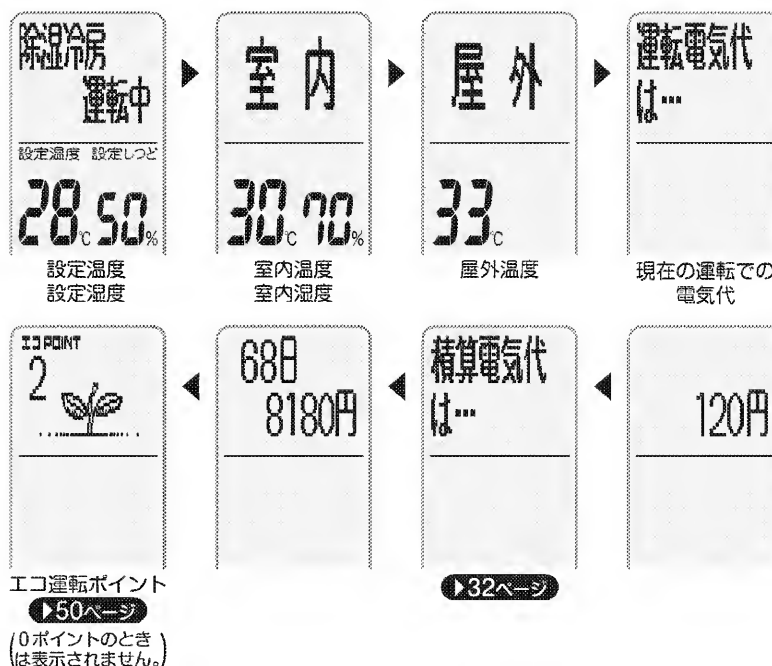 除湿冷房
運転中
設定温度 設定しつど
28℃ 50%
設定温度
設定湿度
室内
30℃ 70%
室内温度
室内湿度
屋外
33℃
屋外温度
運転電気代
は…
現在の運転での
電気代
120円
積算電気代
は…
▶32ページ
68日
8180円
エコPOINT
2
エコ運転ポイント
▶50ページ
(0ポイントのとき
は表示されません。)